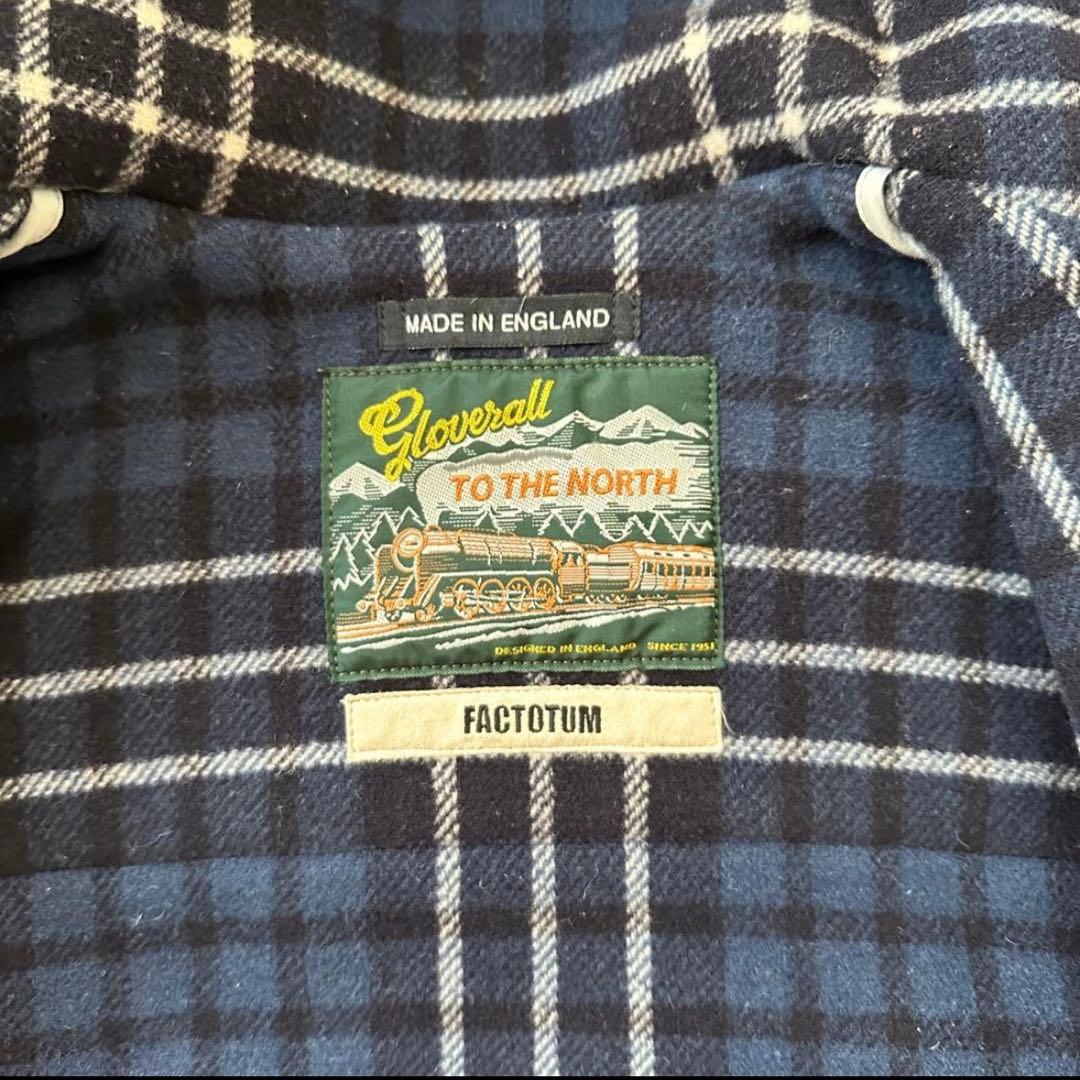 MADE IN ENGLAND
Gloverall
TO THE NORTH
DESIGNED IN ENGLAND SINCE 1951
FACTOTUM